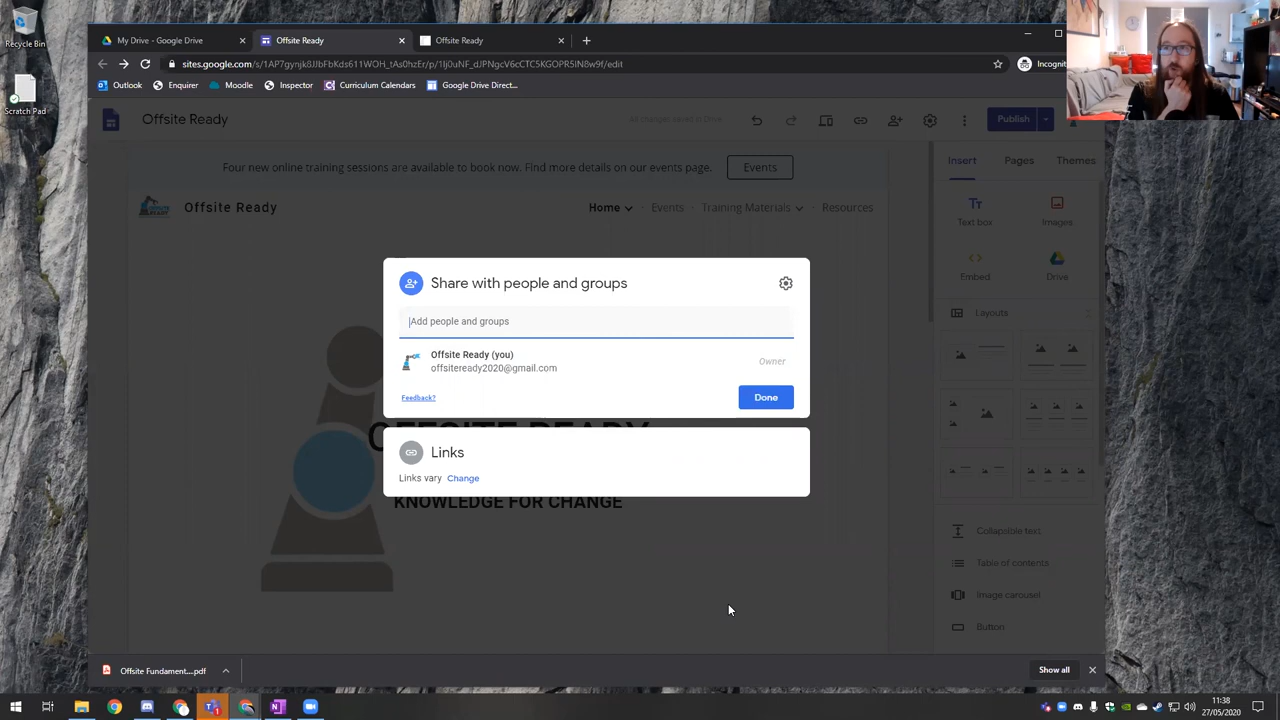 Recycle Bin
Scratch Pad
My Drive - Google Drive
Offsite Ready
Offsite Ready
sites.google.com/s/1AP7gynjk8JJbFbKds611WOH_tAs0hzEr/p/1Ij0uNF_dJPNgcV6cCTC5KGOPR5IN8w9f/edit
Incognito
Outlook
Enquirer
Moodle
Inspector
Curriculum Calendars
Google Drive Direct...
Offsite Ready
All changes saved in Drive
Publish
Four new online training sessions are available to book now. Find more details on our events page.
Events
Insert
Pages
Themes
Offsite Ready
Home
Events
Training Materials
Resources
Text box
Images
Embed
Drive
Layouts
Share with people and groups
Add people and groups
Offsite Ready (you)
offsiteready2020@gmail.com
Owner
Feedback?
Done
OFFSITE READY
Links
Links vary Change
KNOWLEDGE FOR CHANGE
Collapsible text
Table of contents
Image carousel
Button
Offsite Fundament....pdf
Show all
11:38
27/05/2020